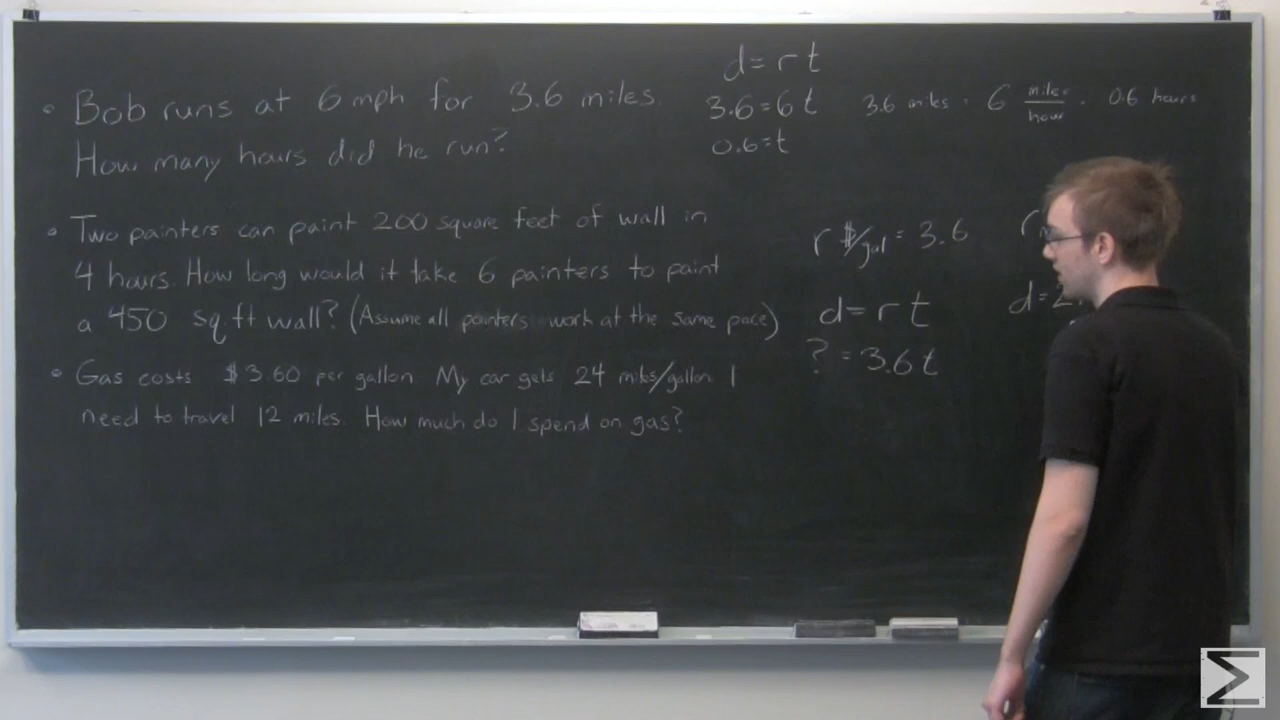 • Bob runs at 6 mph for 3.6 miles.
How many hours did he run?
• Two painters can paint 200 square feet of wall in
4 hours. How long would it take 6 painters to paint
a 450 sq ft wall? (Assume all painters work at the same pace)
• Gas costs $3.60 per gallon. My car gets 24 miles/gallon. I
need to travel 12 miles. How much do I spend on gas?
d = r t
3.6 = 6 t
0.6 = t
3.6 miles = 6 miles/hour · 0.6 hours
r $/gal = 3.6
d = r t
? = 3.6 t
r
d = 2
Σ